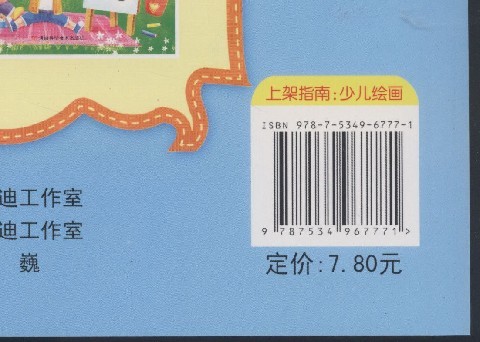 上架指南:少儿绘画
ISBN 978-7-5349-6777-1
9 787534 967771 >
迪工作室
迪工作室
巍
定价:7.80元